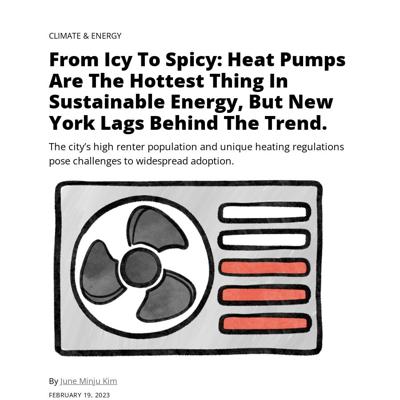 CLIMATE & ENERGY
From Icy To Spicy: Heat Pumps
Are The Hottest Thing In
Sustainable Energy, But New
York Lags Behind The Trend.
The city's high renter population and unique heating regulations
pose challenges to widespread adoption.
By June Minju Kim
FEBRUARY 19, 2023